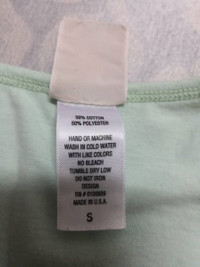 50% COTTON
50% POLYESTER
HAND OR MACHINE
WASH IN COLD WATER
WITH LIKE COLORS
NO BLEACH
TUMBLE DRY LOW
DO NOT IRON
DESIGN
RN #
MADE IN U.S.A.
S